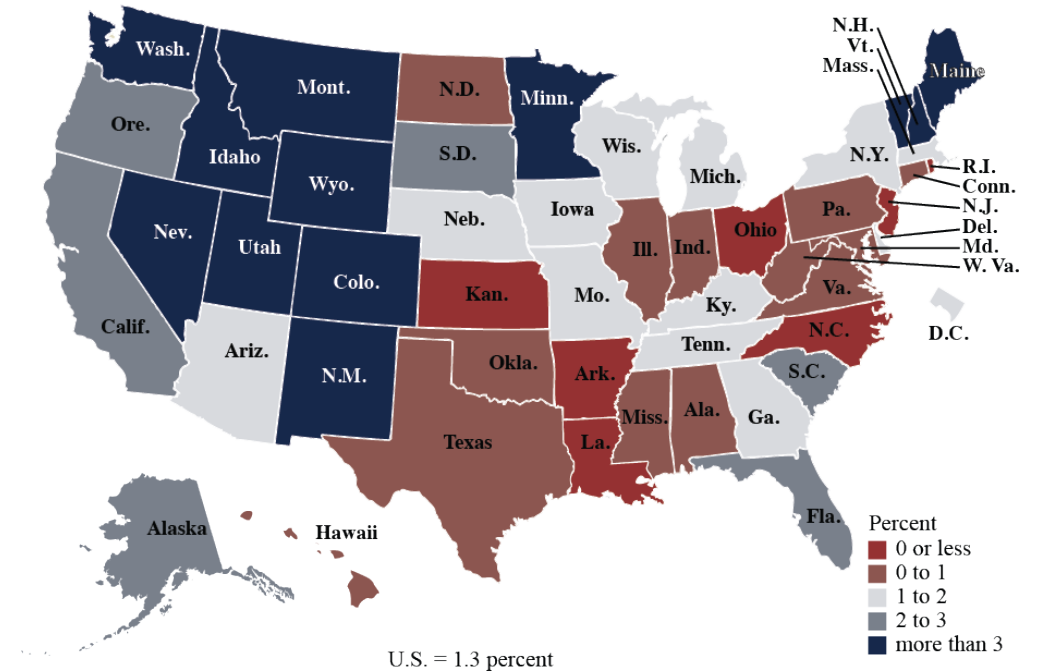 N.H.
Vt.
Mass.
Maine
Wash.
Mont.
N.D.
Minn.
Ore.
Idaho
S.D.
Wis.
Mich.
N.Y.
R.I.
Conn.
N.J.
Del.
Md.
W. Va.
Wyo.
Neb.
Iowa
Pa.
Ohio
Ill.
Ind.
Nev.
Utah
Colo.
Kan.
Mo.
Ky.
Va.
Calif.
Ariz.
N.M.
Okla.
Ark.
Tenn.
N.C.
S.C.
D.C.
Texas
La.
Miss.
Ala.
Ga.
Fla.
Alaska
Hawaii
Percent
0 or less
0 to 1
1 to 2
2 to 3
more than 3
U.S. = 1.3 percent